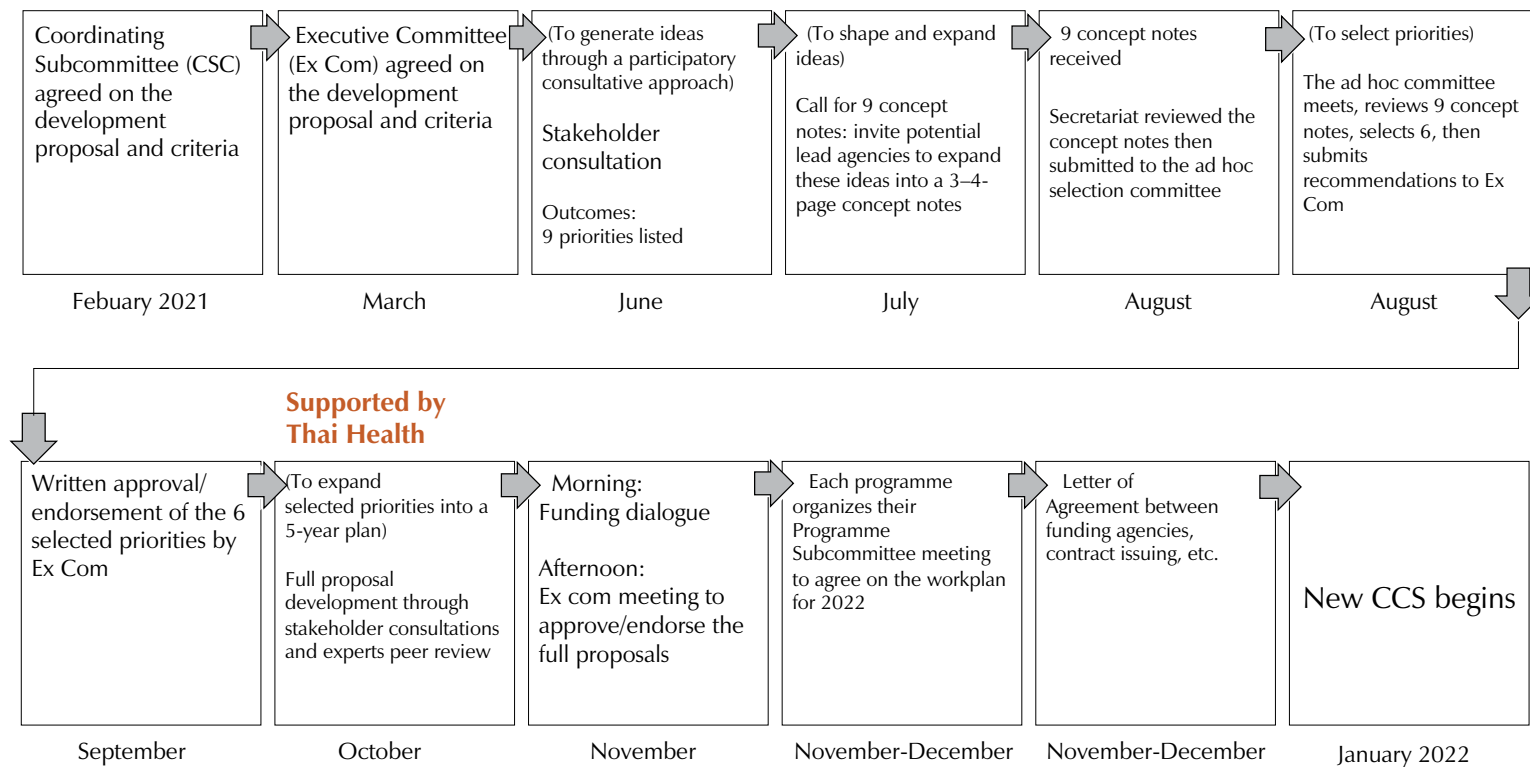 Coordinating
Subcommittee (CSC)
agreed on the
development
proposal and criteria
Executive Committee
(Ex Com) agreed on
the development
proposal and criteria
(To generate ideas
through a participatory
consultative approach)
Stakeholder
consultation
Outcomes:
9 priorities listed
(To shape and expand
ideas)
Call for 9 concept
notes: invite potential
lead agencies to expand
these ideas into a 3–4-
page concept notes
9 concept notes
received
Secretariat reviewed the
concept notes then
submitted to the ad hoc
selection committee
(To select priorities)
The ad hoc committee
meets, reviews 9 concept
notes, selects 6, then
submits
recommendations to Ex
Com
Febuary 2021
March
June
July
August
August
Supported by
Thai Health
Written approval/
endorsement of the 6
selected priorities by
Ex Com
(To expand
selected priorities into a
5-year plan)
Full proposal
development through
stakeholder consultations
and experts peer review
Morning:
Funding dialogue
Afternoon:
Ex com meeting to
approve/endorse the
full proposals
Each programme
organizes their
Programme
Subcommittee meeting
to agree on the workplan
for 2022
Letter of
Agreement between
funding agencies,
contract issuing, etc.
New CCS begins
September
October
November
November-December
November-December
January 2022